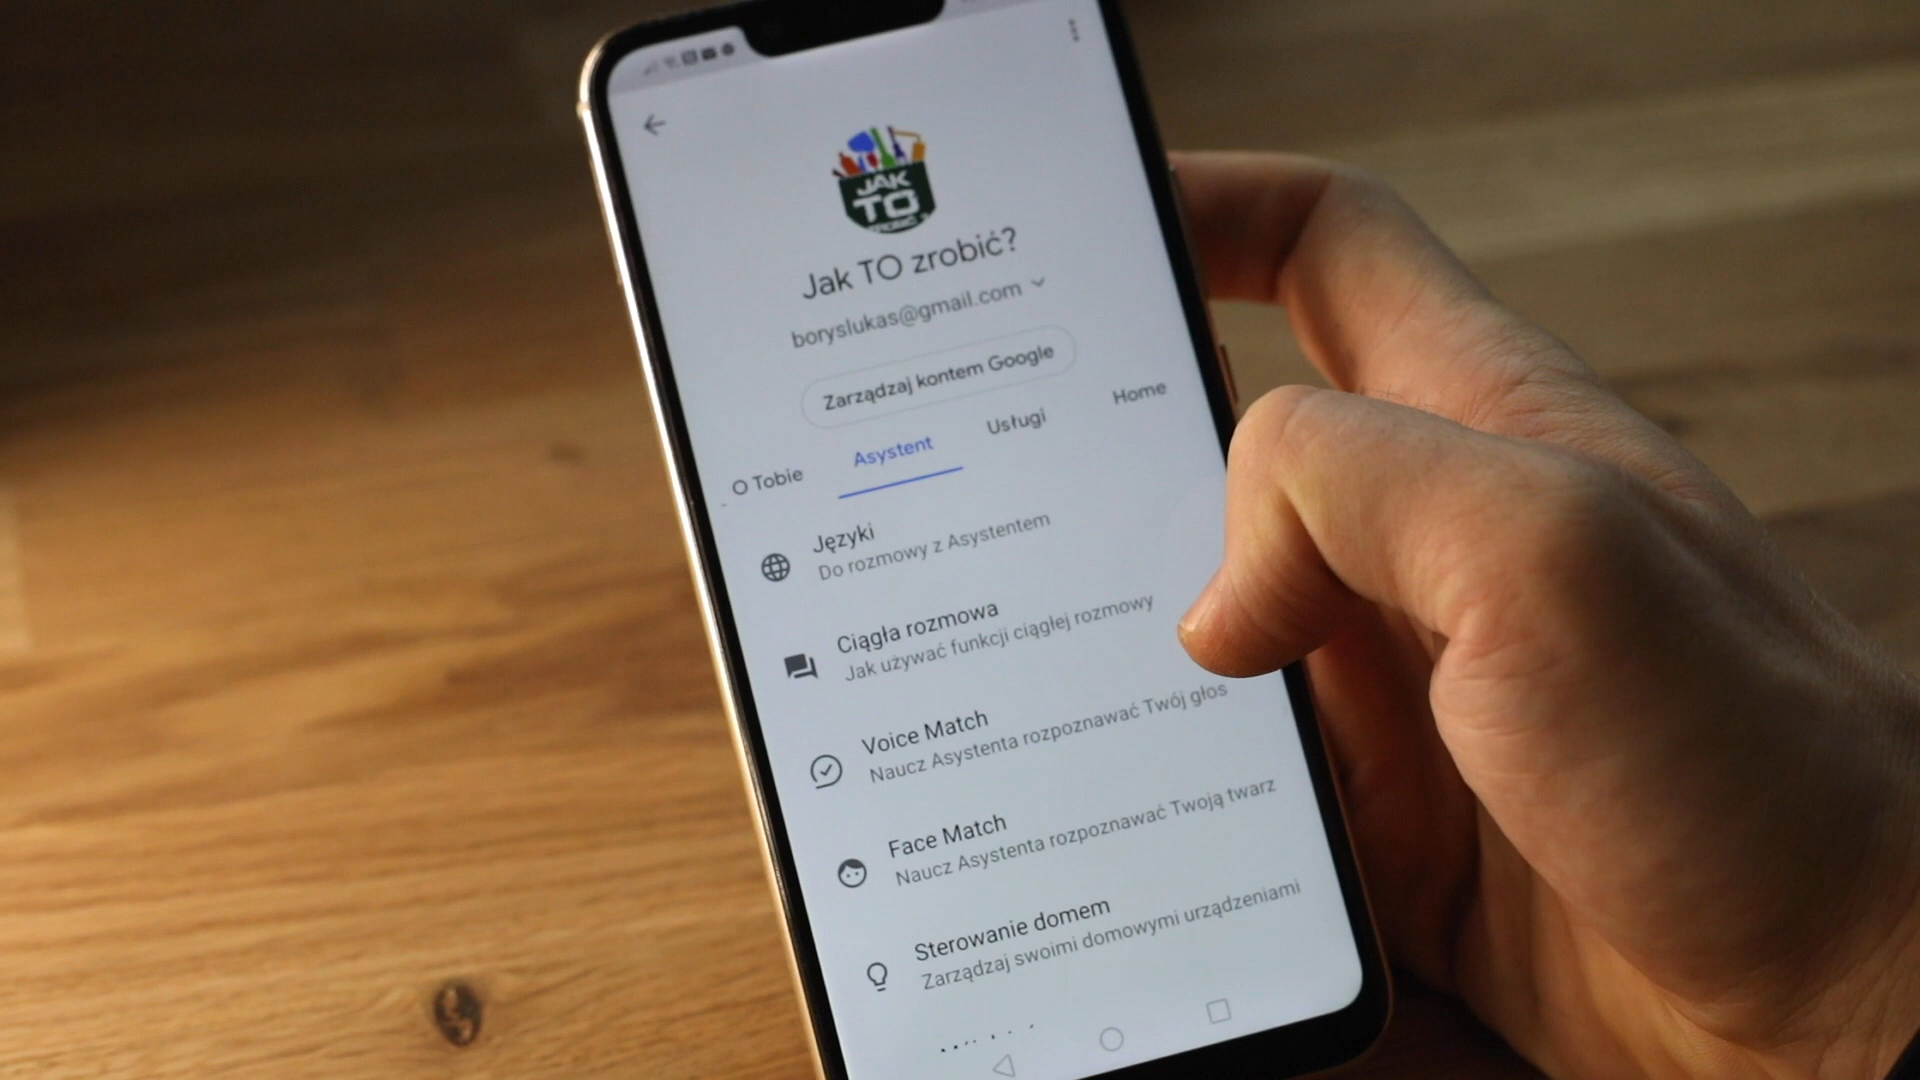 JAK
TO
Jak TO zrobić?
boryslukas@gmail.com
Zarządzaj kontem Google
O Tobie Asystent Usługi Home
Języki
Do rozmowy z Asystentem
Ciągła rozmowa
Jak używać funkcji ciągłej rozmowy
Voice Match
Naucz Asystenta rozpoznawać Twój głos
Face Match
Naucz Asystenta rozpoznawać Twoją twarz
Sterowanie domem
Zarządzaj swoimi domowymi urządzeniami